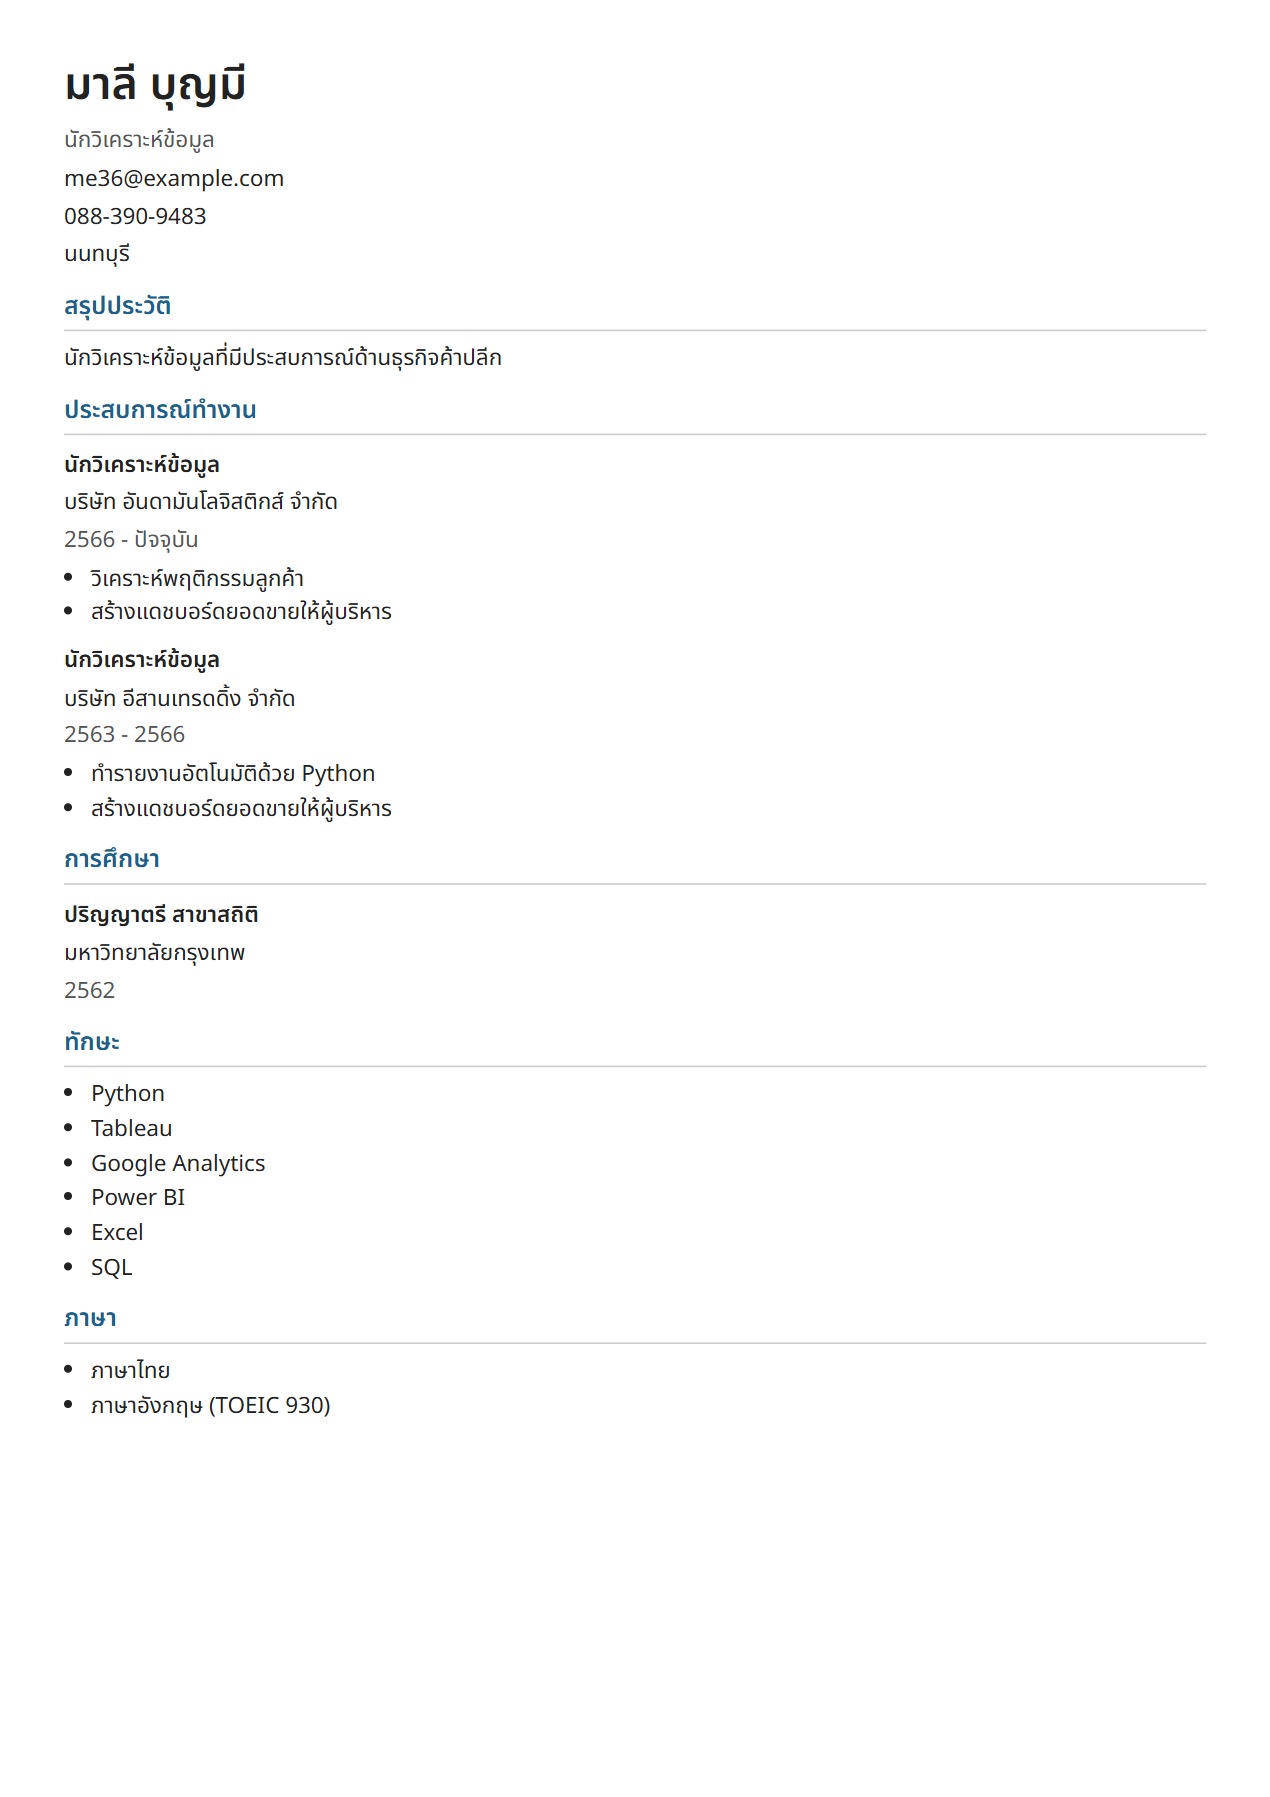 มาลี บุญมี
นักวิเคราะห์ข้อมูล
me36@example.com
088-390-9483
นนทบุรี
สรุปประวัติ
นักวิเคราะห์ข้อมูลที่มีประสบการณ์ด้านธุรกิจค้าปลีก
ประสบการณ์ทำงาน
นักวิเคราะห์ข้อมูล
บริษัท อันดามันโลจิสติกส์ จำกัด
2566 - ปัจจุบัน
• วิเคราะห์พฤติกรรมลูกค้า
• สร้างแดชบอร์ดยอดขายให้ผู้บริหาร
นักวิเคราะห์ข้อมูล
บริษัท อีสานเทรดดิ้ง จำกัด
2563 - 2566
• ทำรายงานอัตโนมัติด้วย Python
• สร้างแดชบอร์ดยอดขายให้ผู้บริหาร
การศึกษา
ปริญญาตรี สาขาสถิติ
มหาวิทยาลัยกรุงเทพ
2562
ทักษะ
• Python
• Tableau
• Google Analytics
• Power BI
• Excel
• SQL
ภาษา
• ภาษาไทย
• ภาษาอังกฤษ (TOEIC 930)